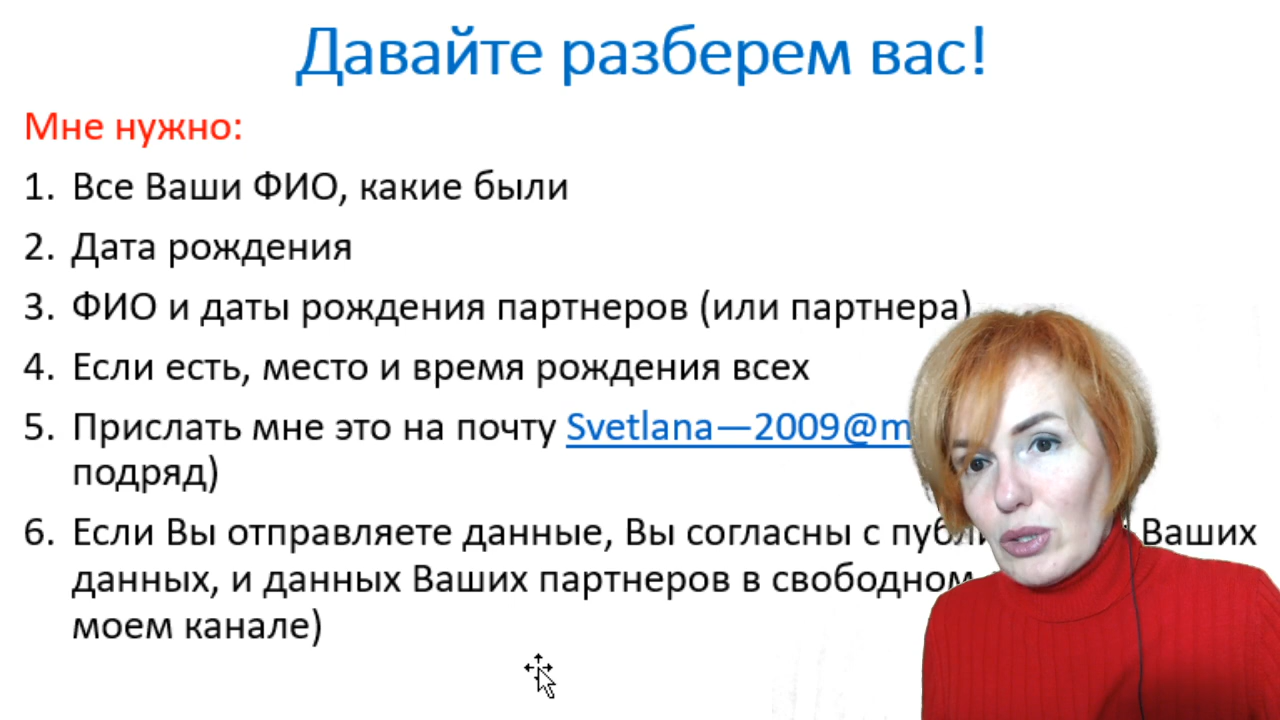 Давайте разберем вас!
Мне нужно:
1. Все Ваши ФИО, какие были
2. Дата рождения
3. ФИО и даты рождения партнеров (или партнера)
4. Если есть, место и время рождения всех
5. Прислать мне это на почту Svetlana—2009@m
подряд)
6. Если Вы отправляете данные, Вы согласны с Ваших
данных, и данных Ваших партнеров в свободном
моем канале)